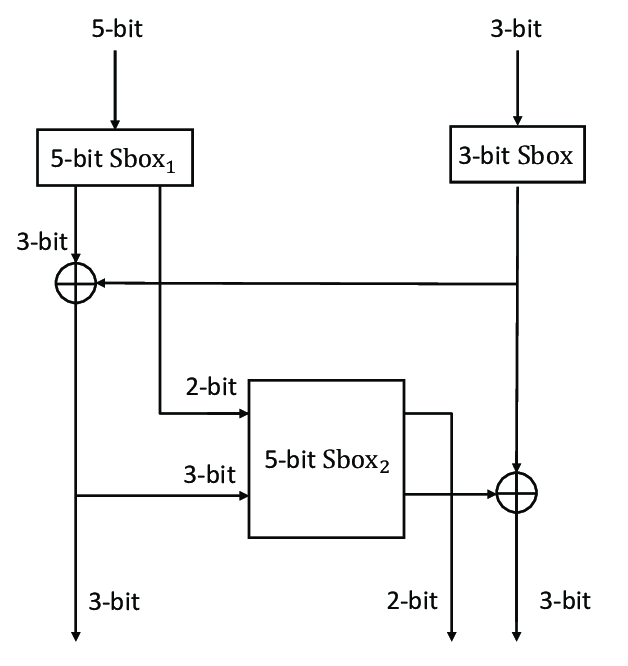 5-bit
3-bit
5-bit Sbox₁
3-bit Sbox
3-bit
2-bit
3-bit
5-bit Sbox₂
3-bit
2-bit
3-bit